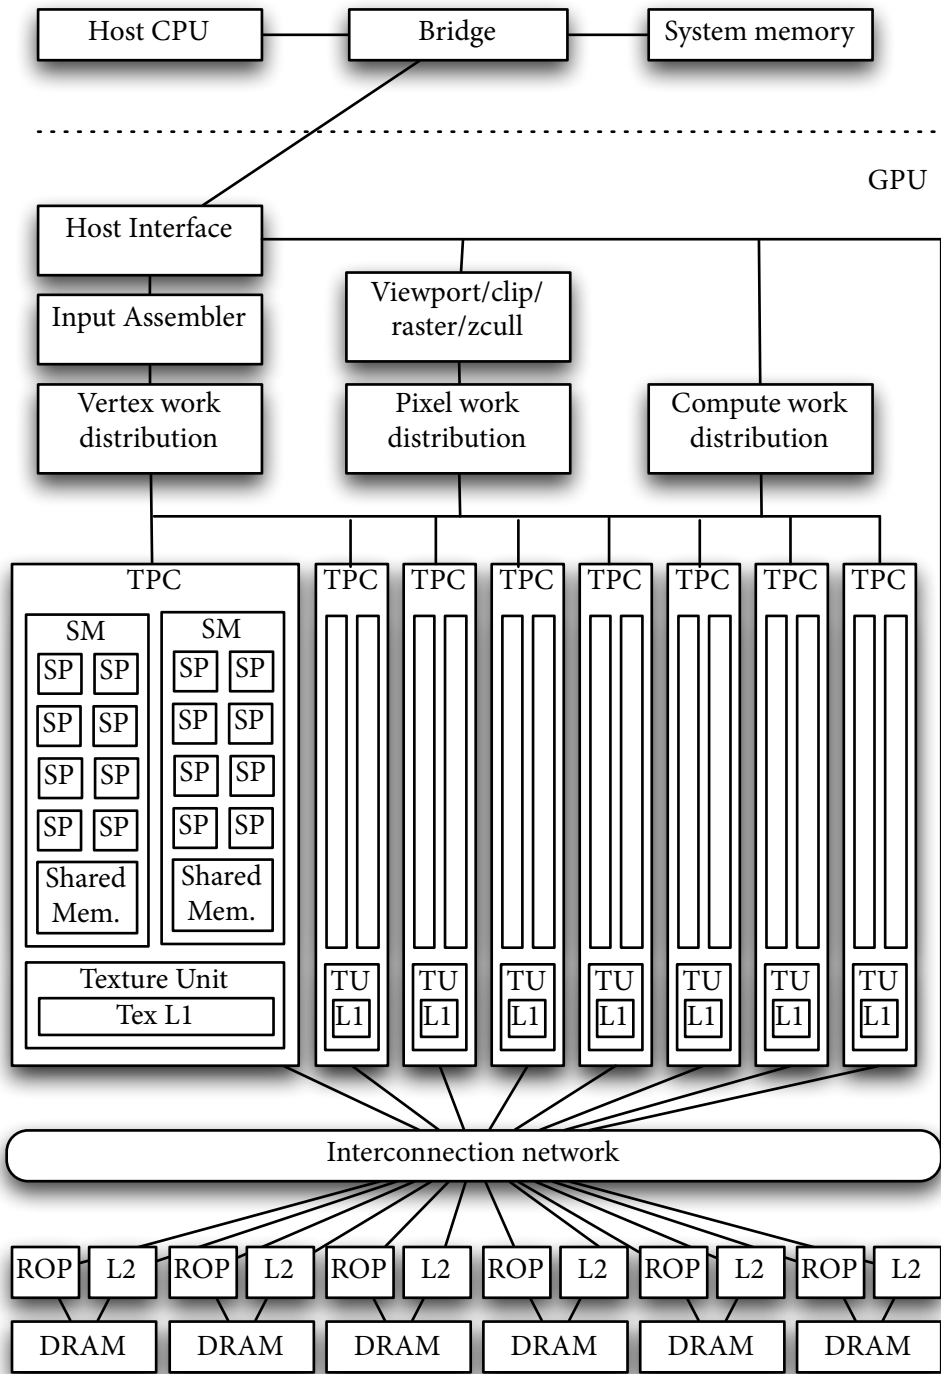 Host CPU
Bridge
System memory
GPU
Host Interface
Input Assembler
Viewport/clip/
raster/zcull
Vertex work
distribution
Pixel work
distribution
Compute work
distribution
TPC
TPC
TPC
TPC
TPC
TPC
TPC
TPC
SM
SP SP
SP SP
SP SP
SP SP
Shared
Mem.
SM
SP SP
SP SP
SP SP
SP SP
Shared
Mem.
Texture Unit
Tex L1
TU
L1
TU
L1
TU
L1
TU
L1
TU
L1
TU
L1
TU
L1
Interconnection network
ROP
L2
ROP
L2
ROP
L2
ROP
L2
ROP
L2
ROP
L2
DRAM
DRAM
DRAM
DRAM
DRAM
DRAM